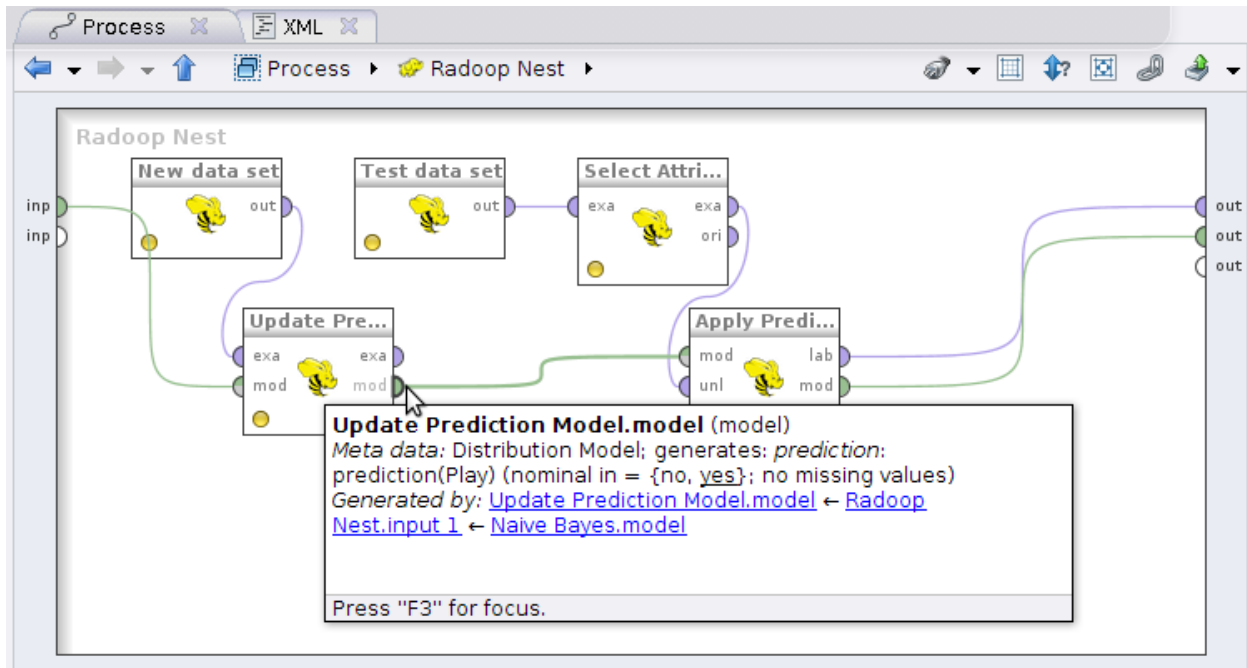 Process XML
Process Radoop Nest
Radoop Nest
New data set Test data set Select Attri...
inp out out exa exa out
inp ori out
out
Update Pre... Apply Predi...
exa exa mod lab
mod mod unl mod
Update Prediction Model.model (model)
Meta data: Distribution Model; generates: prediction:
prediction(Play) (nominal in = {no, yes}; no missing values)
Generated by: Update Prediction Model.model ← Radoop
Nest.input 1 ← Naive Bayes.model
Press "F3" for focus.